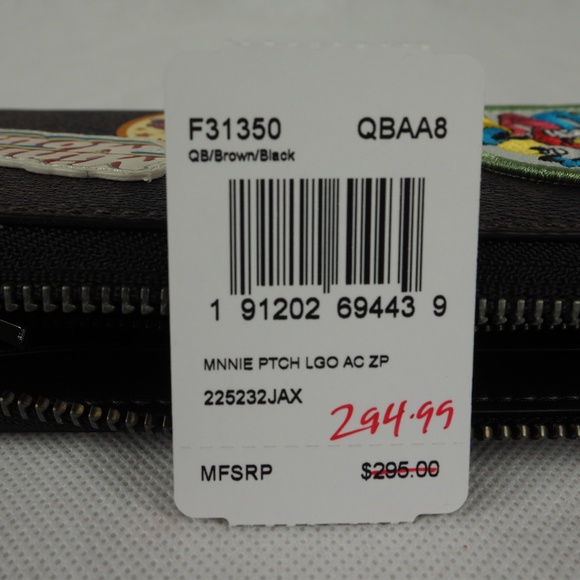 F31350 QBAA8
QB/Brown/Black
1 91202 69443 9
MNNIE PTCH LGO AC ZP
225232JAX
294.99
MFSRP $295.00